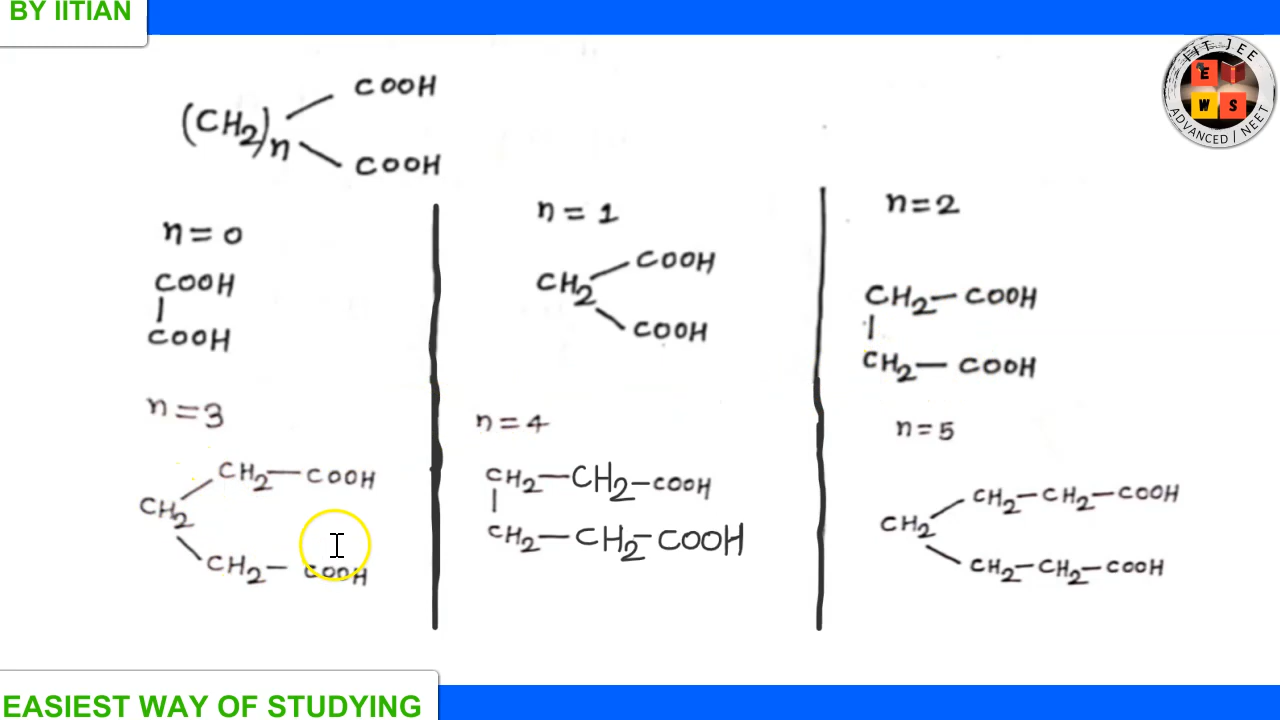 BY IITIAN
IIT JEE
E
W S
ADVANCED / NEET
COOH
(CH2)n
COOH
n = 0
COOH
COOH
n = 1
COOH
CH2
COOH
n = 2
CH2 — COOH
CH2 — COOH
n = 3
CH2 — COOH
CH2
CH2 — COOH
n = 4
CH2 — CH2 — COOH
CH2 — CH2 — COOH
n = 5
CH2 — CH2 — COOH
CH2
CH2 — CH2 — COOH
EASIEST WAY OF STUDYING